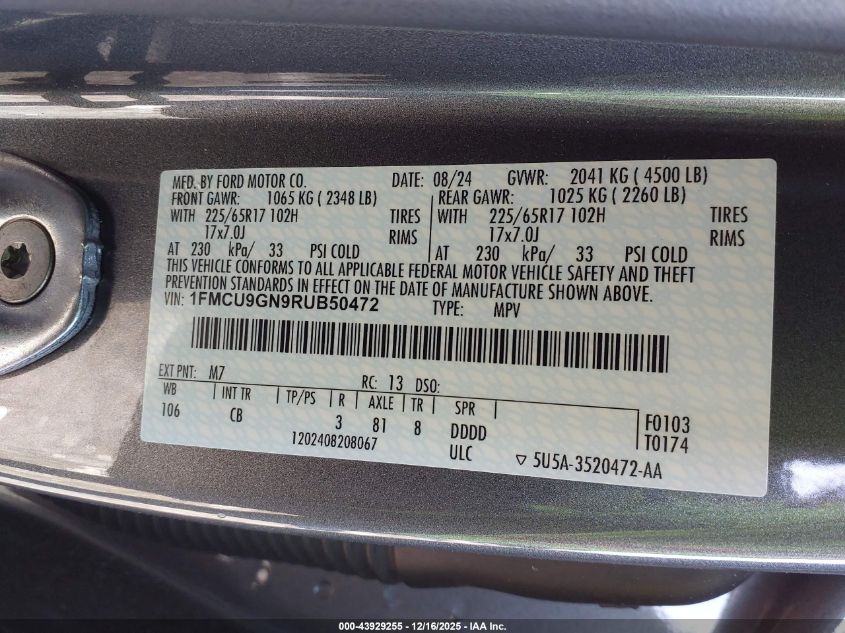 MFD. BY FORD MOTOR CO. DATE: 08/24 GVWR: 2041 KG ( 4500 LB)
FRONT GAWR: 1065 KG ( 2348 LB) REAR GAWR: 1025 KG ( 2260 LB)
WITH 225/65R17 102H TIRES WITH 225/65R17 102H TIRES
17x7.0J RIMS 17x7.0J RIMS
AT 230 kPa/ 33 PSI COLD AT 230 kPa/ 33 PSI COLD
THIS VEHICLE CONFORMS TO ALL APPLICABLE FEDERAL MOTOR VEHICLE SAFETY AND THEFT
PREVENTION STANDARDS IN EFFECT ON THE DATE OF MANUFACTURE SHOWN ABOVE.
VIN: 1FMCU9GN9RUB50472 TYPE: MPV
EXT PNT: M7 RC: 13 DSO:
WB INT TR TP/PS R AXLE TR SPR
106 CB 3 81 8 DDDD F0103
1202408208067 ULC T0174
▽ 5U5A-3520472-AA
000-43929255 - 12/16/2025 - IAA Inc.